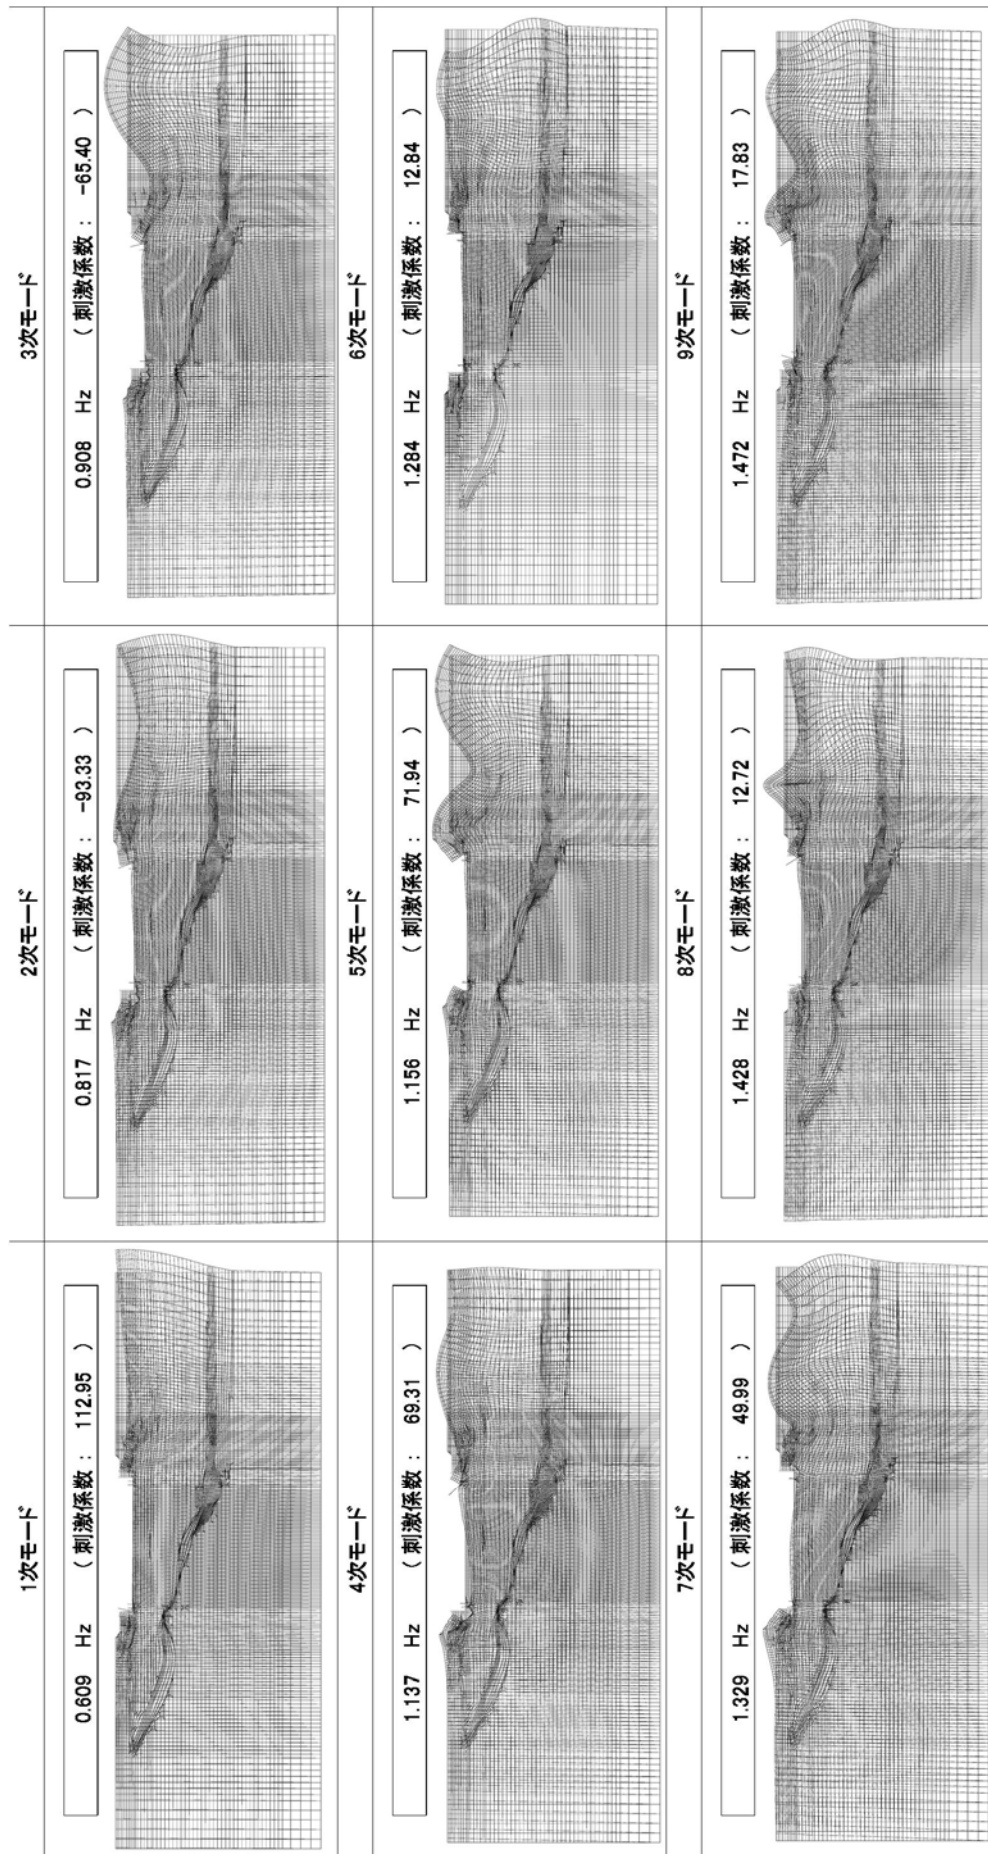 1次モード
0.609 Hz ( 刺激係数 : 112.95 )
2次モード
0.817 Hz ( 刺激係数 : -93.33 )
3次モード
0.908 Hz ( 刺激係数 : -65.40 )
4次モード
1.137 Hz ( 刺激係数 : 69.31 )
5次モード
1.156 Hz ( 刺激係数 : 71.94 )
6次モード
1.284 Hz ( 刺激係数 : 12.84 )
7次モード
1.329 Hz ( 刺激係数 : 49.99 )
8次モード
1.428 Hz ( 刺激係数 : 12.72 )
9次モード
1.472 Hz ( 刺激係数 : 17.83 )